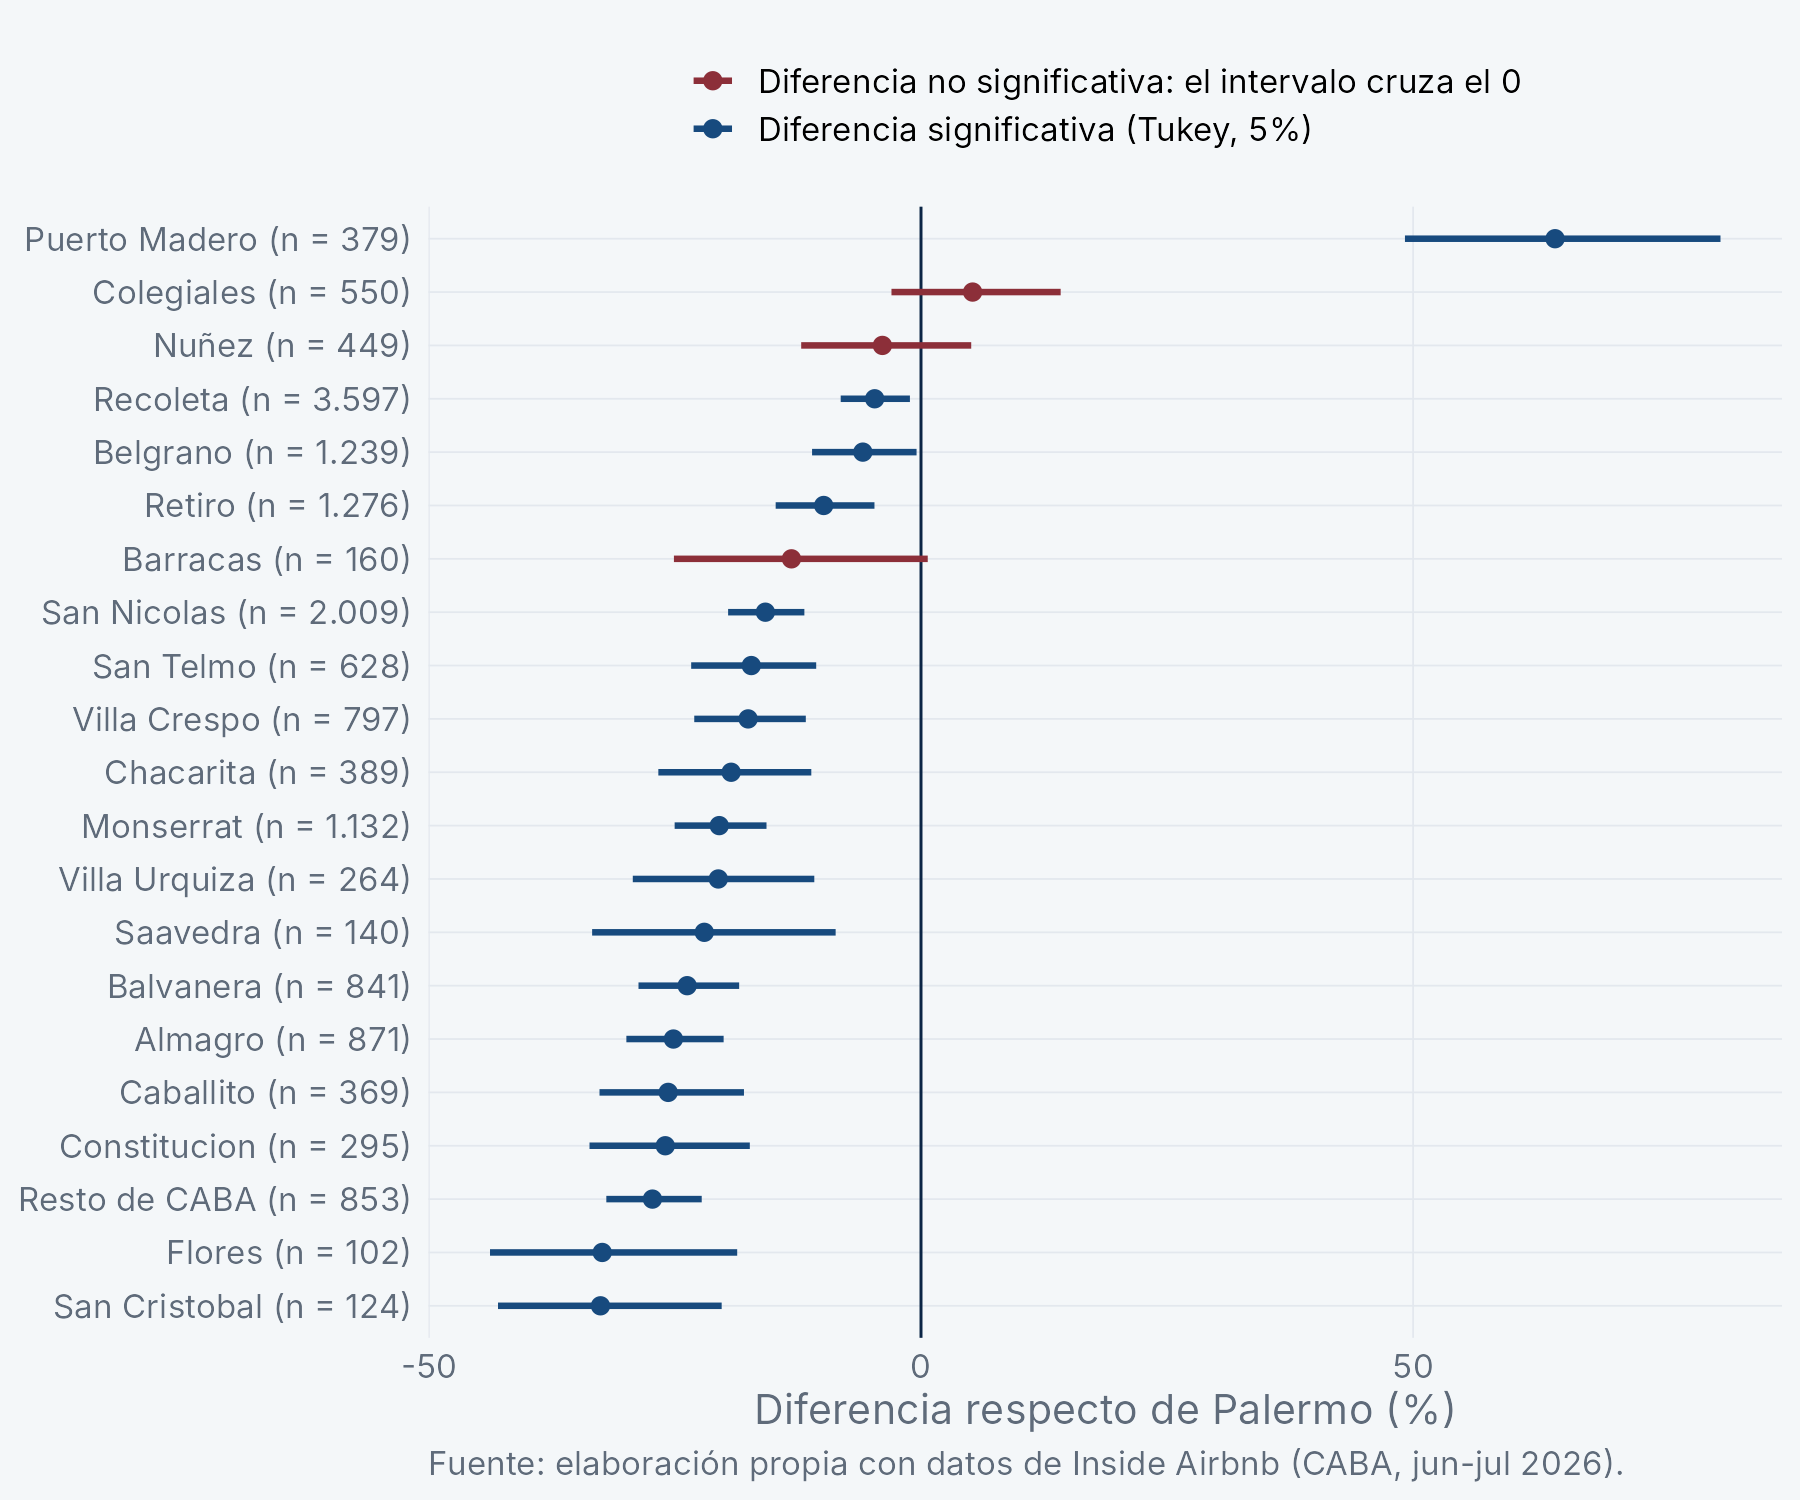 Diferencia no significativa: el intervalo cruza el 0
Diferencia significativa (Tukey, 5%)
Puerto Madero (n = 379)
Colegiales (n = 550)
Nuñez (n = 449)
Recoleta (n = 3.597)
Belgrano (n = 1.239)
Retiro (n = 1.276)
Barracas (n = 160)
San Nicolas (n = 2.009)
San Telmo (n = 628)
Villa Crespo (n = 797)
Chacarita (n = 389)
Monserrat (n = 1.132)
Villa Urquiza (n = 264)
Saavedra (n = 140)
Balvanera (n = 841)
Almagro (n = 871)
Caballito (n = 369)
Constitucion (n = 295)
Resto de CABA (n = 853)
Flores (n = 102)
San Cristobal (n = 124)
-50 0 50
Diferencia respecto de Palermo (%)
Fuente: elaboración propia con datos de Inside Airbnb (CABA, jun-jul 2026).